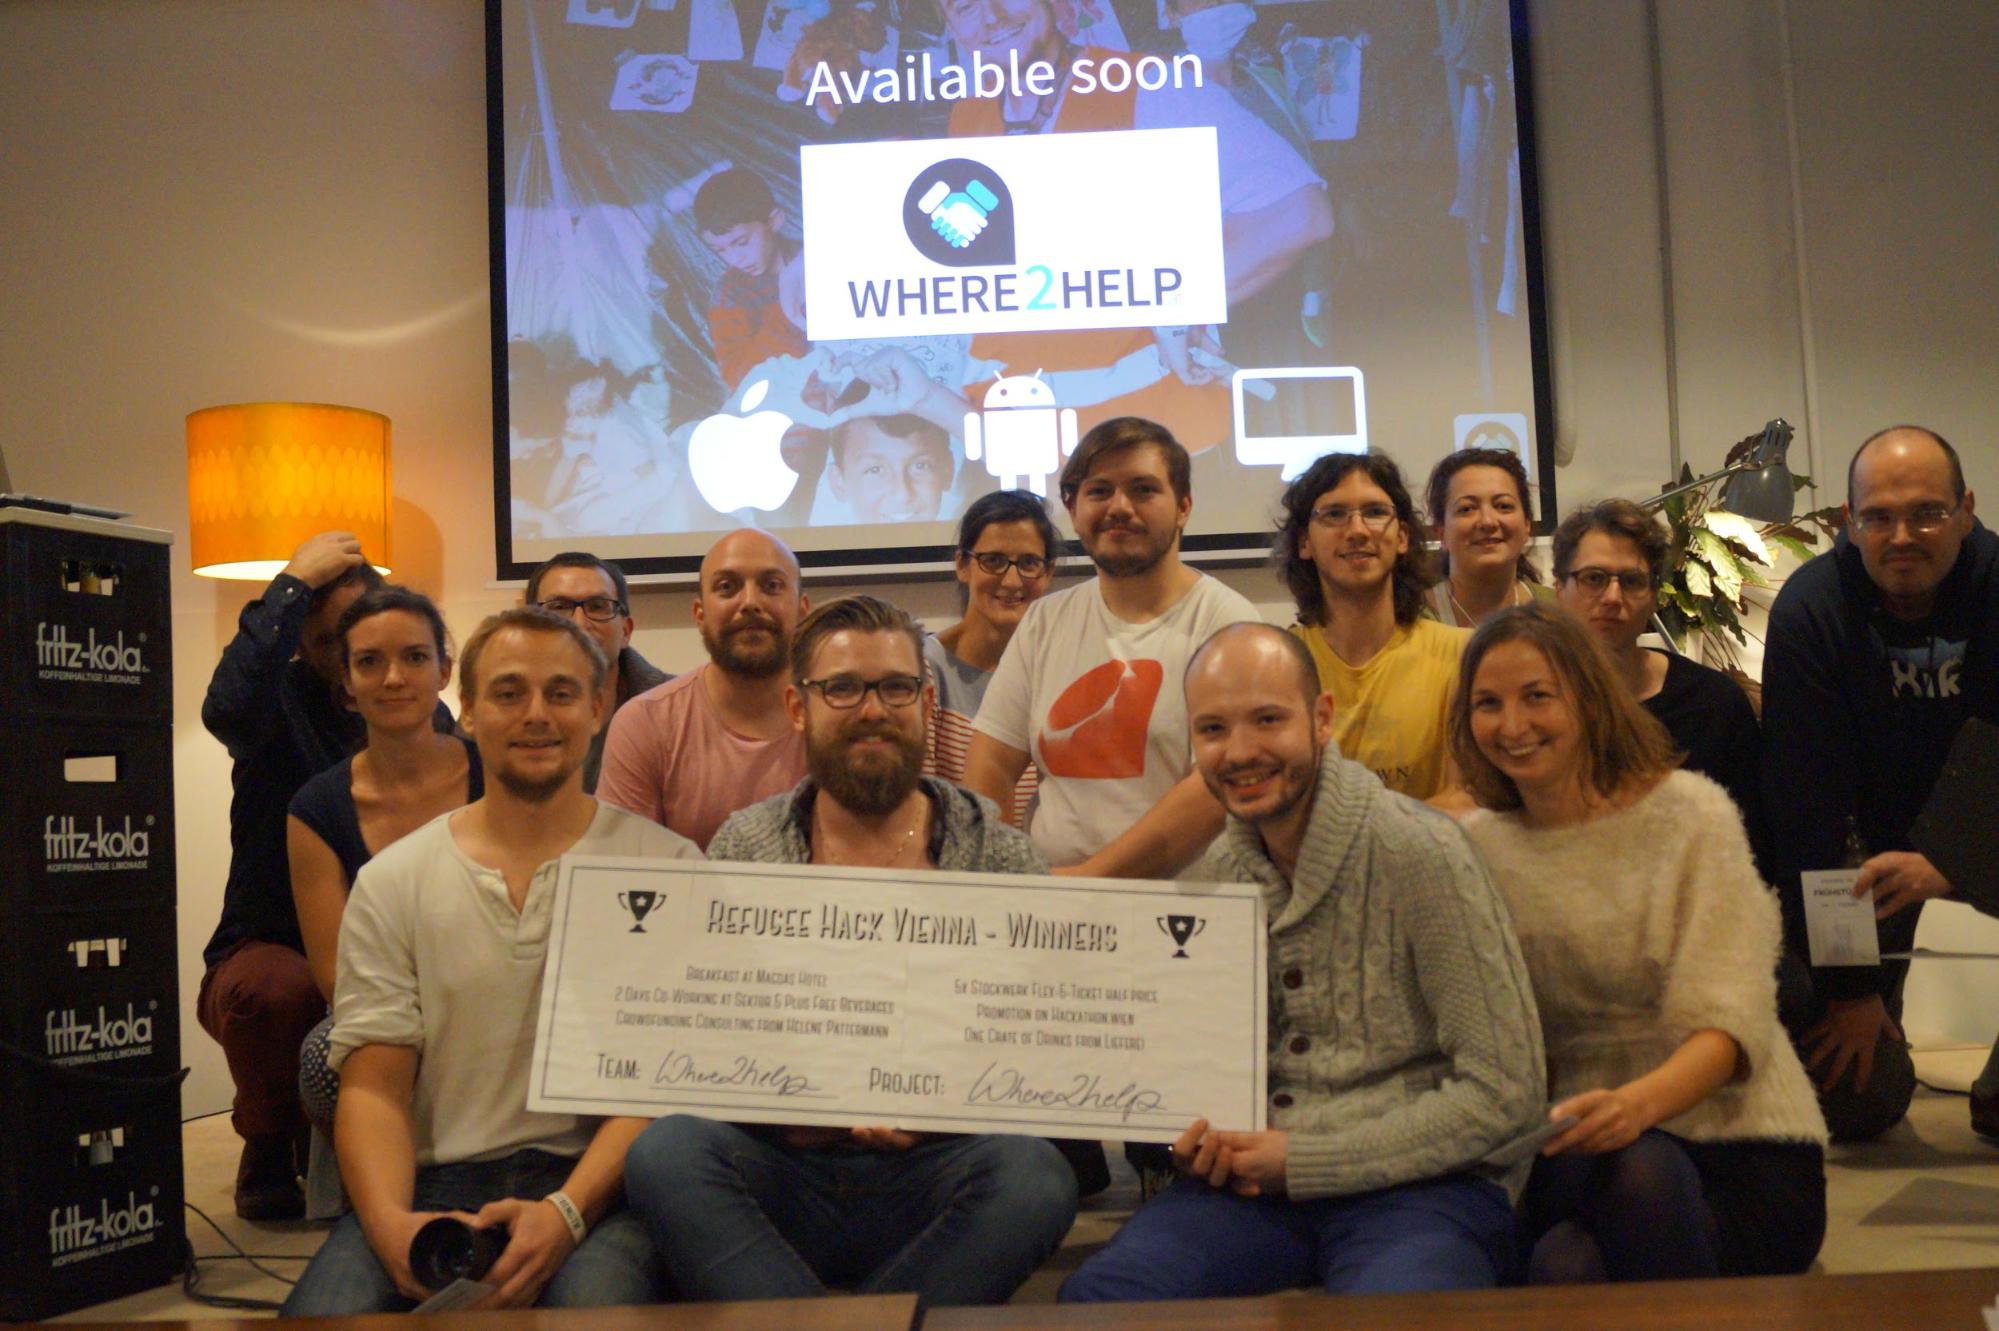 Available soon
WHERE2HELP
fritz-kola®
KOFFEINHALTIGE LIMONADE
fritz-kola®
KOFFEINHALTIGE LIMONADE
fritz-kola®
KOFFEINHALTIGE LIMONADE
fritz-kola®
KOFFEINHALTIGE LIMONADE
REFUGEE HACK VIENNA - WINNERS
BREAKFAST AT MAGDAS HOTEL
2 DAYS CO-WORKING AT SEKTOR 5 PLUS FREE BEVERAGES
CROWDFUNDING CONSULTING FROM HELENE PATTERMANN
5X STOCKWERK FLEX-5-TICKET HALF PRICE
PROMOTION ON HACKATHON.WIEN
ONE CRATE OF DRINKS FROM LIEFEREI
TEAM: Where2help
PROJECT: Where2help